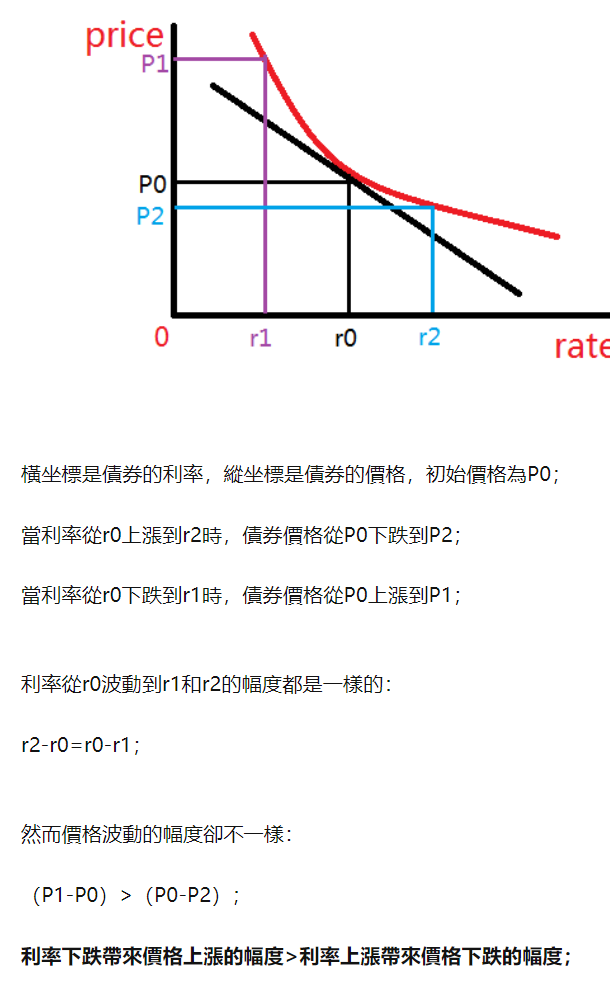 price
P1
P0
P2
0
r1
r0
r2
rate
橫坐標是債券的利率，縱坐標是債券的價格，初始價格為P0；
當利率從r0上漲到r2時，債券價格從P0下跌到P2；
當利率從r0下跌到r1時，債券價格從P0上漲到P1；
利率從r0波動到r1和r2的幅度都是一樣的：
r2-r0=r0-r1；
然而價格波動的幅度卻不一樣：
（P1-P0）>（P0-P2）；
利率下跌帶來價格上漲的幅度>利率上漲帶來價格下跌的幅度；